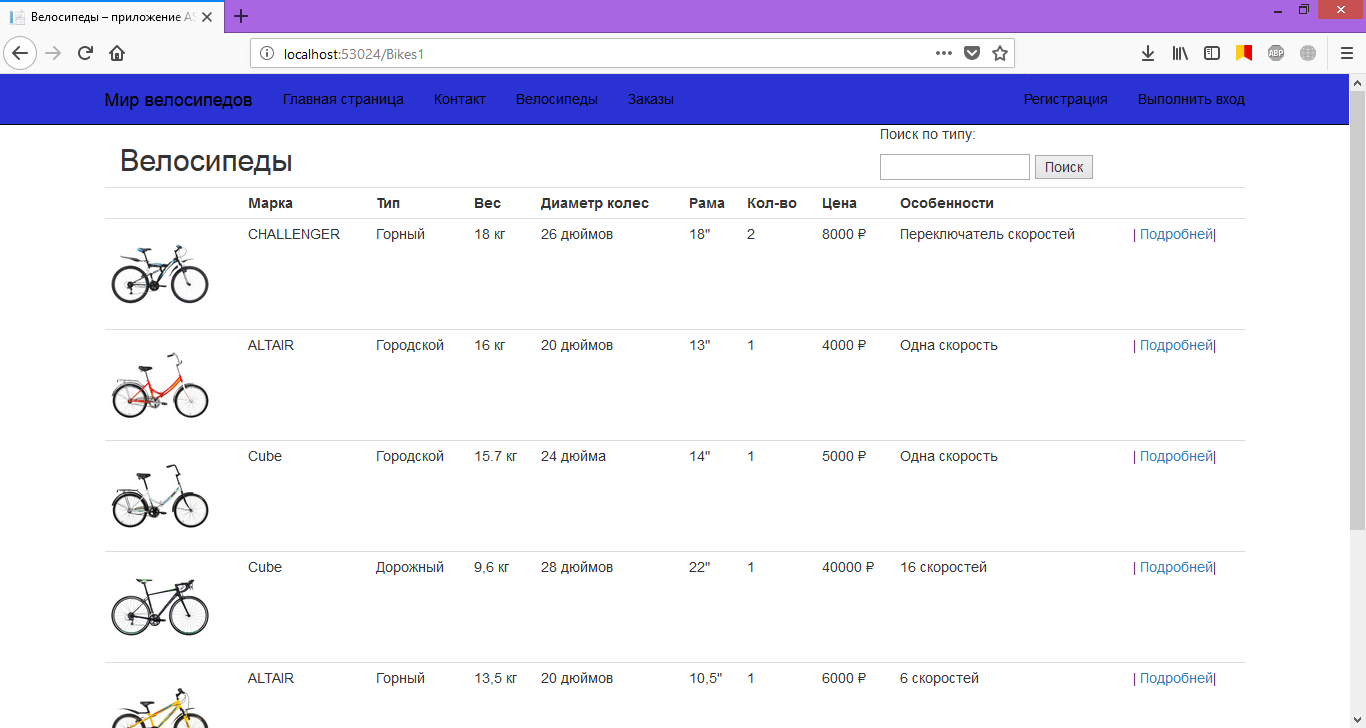 Велосипеды – приложение AS
localhost:53024/Bikes1
ABP
Мир велосипедов Главная страница Контакт Велосипеды Заказы Регистрация Выполнить вход
Поиск по типу:
Велосипеды
Поиск
Марка Тип Вес Диаметр колес Рама Кол-во Цена Особенности
CHALLENGER Горный 18 кг 26 дюймов 18" 2 8000 ₽ Переключатель скоростей | Подробней|
ALTAIR Городской 16 кг 20 дюймов 13" 1 4000 ₽ Одна скорость | Подробней|
Cube Городской 15.7 кг 24 дюйма 14" 1 5000 ₽ Одна скорость | Подробней|
Cube Дорожный 9,6 кг 28 дюймов 22" 1 40000 ₽ 16 скоростей | Подробней|
ALTAIR Горный 13,5 кг 20 дюймов 10,5" 1 6000 ₽ 6 скоростей | Подробней|